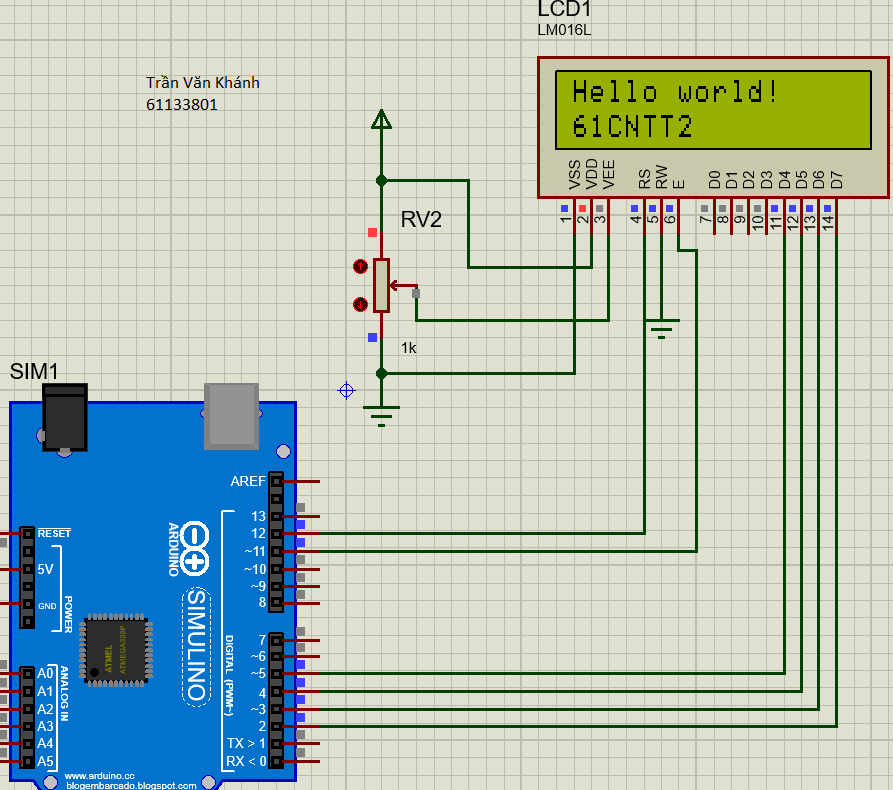 LCD1
LM016L
Trần Văn Khánh
61133801
Hello world!
61CNTT2
VSS
VDD
VEE
RS
RW
E
D0
D1
D2
D3
D4
D5
D6
D7
1
2
3
4
5
6
7
8
9
10
11
12
13
14
RV2
1k
SIM1
AREF
13
12
~11
~10
~9
8
7
~6
~5
4
~3
2
TX > 1
RX < 0
DIGITAL (PWM~)
ARDUINO
SIMULINO
RESET
5V
GND
POWER
ATMEL
ATMEGA328P
A0
A1
A2
A3
A4
A5
ANALOG IN
www.arduino.cc
blogembarcado.blogspot.com